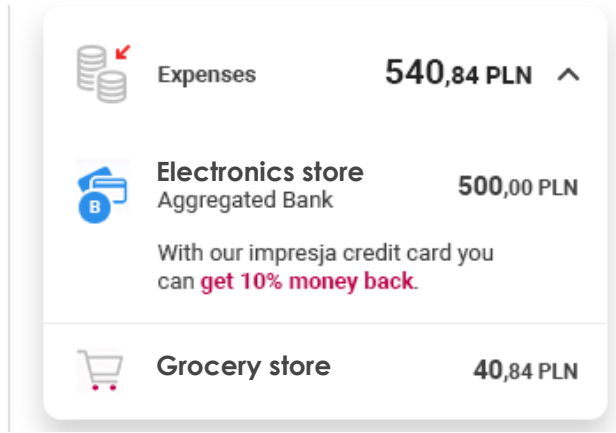 Expenses 540,84 PLN
Electronics store
Aggregated Bank 500,00 PLN
B
With our impresja credit card you
can get 10% money back.
Grocery store 40,84 PLN